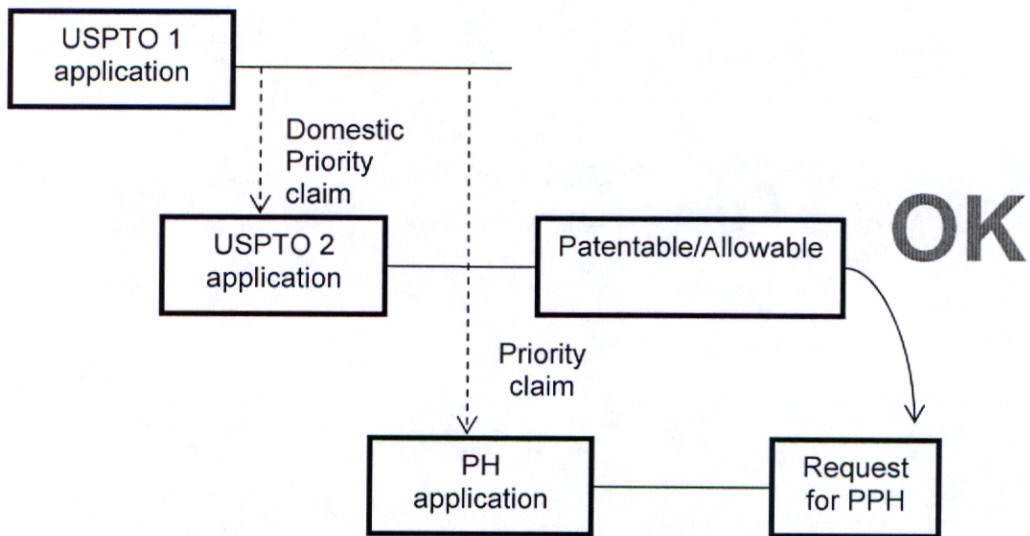 USPTO 1
application
Domestic
Priority
claim
USPTO 2
application
Patentable/Allowable
OK
Priority
claim
PH
application
Request
for PPH